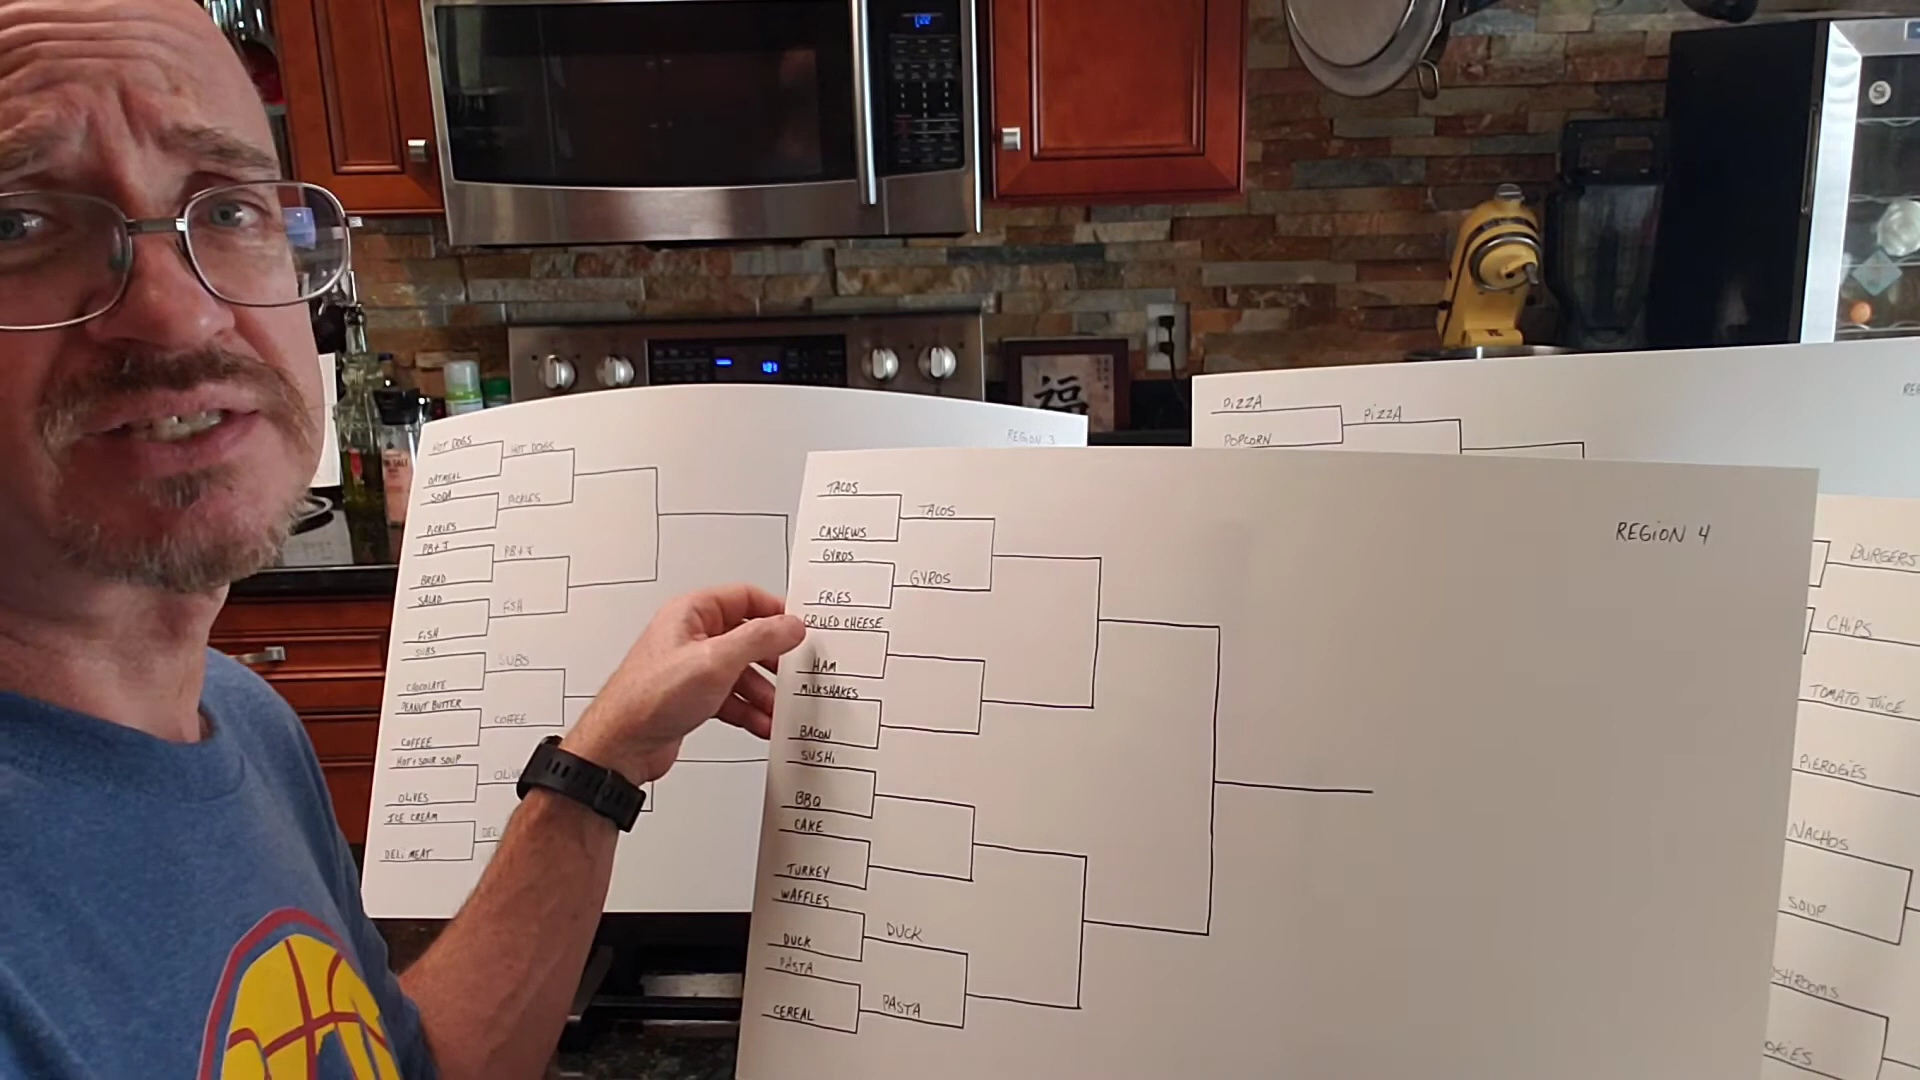 HOT DOGS
OATMEAL
SODA
PICKLES
PB+J
BREAD
SALAD
FISH
SUBS
CHOCOLATE
PEANUT BUTTER
COFFEE
HOT+SOUR SOUP
OLIVES
ICE CREAM
DELI MEAT
HOT DOGS
PICKLES
PB+J
FISH
SUBS
COFFEE
REGION 3
TACOS
CASHEWS
GYROS
FRIES
GRILLED CHEESE
HAM
MILKSHAKES
BACON
SUSHI
BBQ
CAKE
TURKEY
WAFFLES
DUCK
PASTA
CEREAL
TACOS
GYROS
DUCK
PASTA
REGION 4
PIZZA
POPCORN
PIZZA
BURGERS
CHIPS
TOMATO JUICE
PIEROGIES
NACHOS
SOUP
福